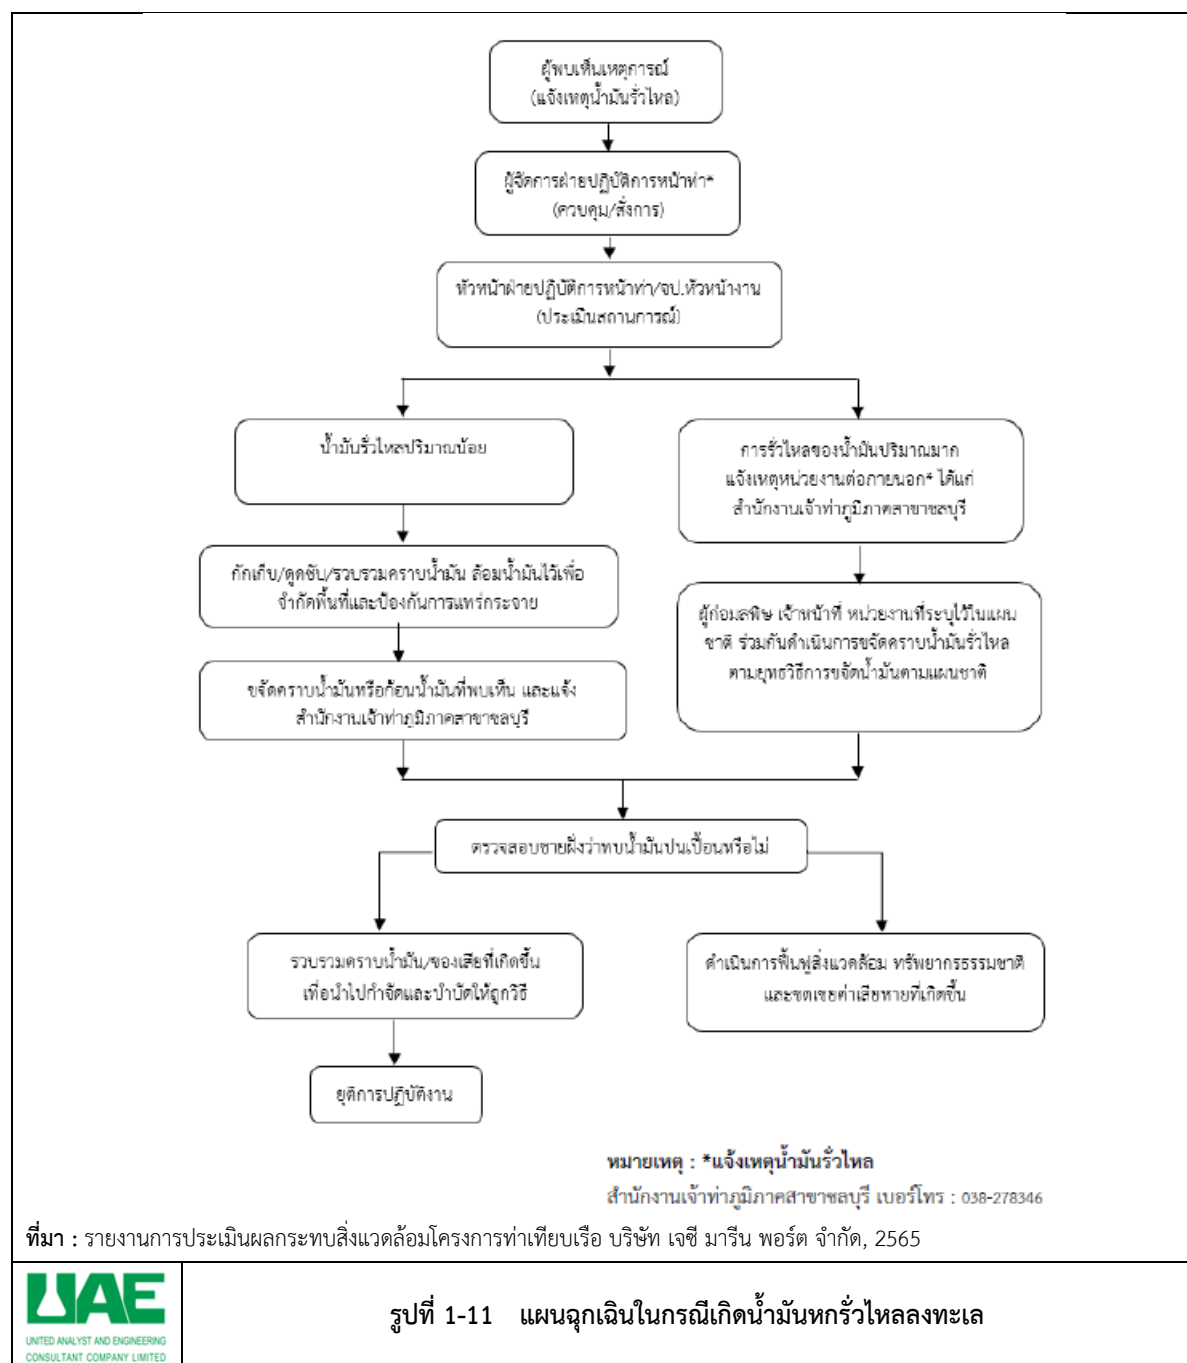 ผู้พบเห็นเหตุการณ์
(แจ้งเหตุน้ำมันรั่วไหล)
ผู้จัดการฝ่ายปฏิบัติการหน้าท่า*
(ควบคุม/สั่งการ)
หัวหน้าฝ่ายปฏิบัติการหน้าท่า/จป.หัวหน้างาน
(ประเมินสถานการณ์)
น้ำมันรั่วไหลปริมาณน้อย
การรั่วไหลของน้ำมันปริมาณมาก
แจ้งเหตุหน่วยงานต่อภายนอก* ได้แก่
สำนักงานเจ้าท่าภูมิภาคสาขาชลบุรี
กักเก็บ/ดูดซับ/รวบรวมคราบน้ำมัน ล้อมน้ำมันไว้เพื่อ
จำกัดพื้นที่และป้องกันการแพร่กระจาย
ผู้ก่อมลพิษ เจ้าหน้าที่ หน่วยงานที่ระบุไว้ในแผน
ชาติ ร่วมกันดำเนินการขจัดคราบน้ำมันรั่วไหล
ตามยุทธวิธีการขจัดน้ำมันตามแผนชาติ
ขจัดคราบน้ำมันหรือก้อนน้ำมันที่พบเห็น และแจ้ง
สำนักงานเจ้าท่าภูมิภาคสาขาชลบุรี
ตรวจสอบชายฝั่งว่าพบน้ำมันปนเปื้อนหรือไม่
รวบรวมคราบน้ำมัน/ของเสียที่เกิดขึ้น
เพื่อนำไปกำจัดและบำบัดให้ถูกวิธี
ดำเนินการฟื้นฟูสิ่งแวดล้อม ทรัพยากรธรรมชาติ
และชดเชยค่าเสียหายที่เกิดขึ้น
ยุติการปฏิบัติงาน
หมายเหตุ : *แจ้งเหตุน้ำมันรั่วไหล
สำนักงานเจ้าท่าภูมิภาคสาขาชลบุรี เบอร์โทร : 038-278346
ที่มา : รายงานการประเมินผลกระทบสิ่งแวดล้อมโครงการท่าเทียบเรือ บริษัท เจซี มารีน พอร์ต จำกัด, 2565
UAE
UNITED ANALYST AND ENGINEERING
CONSULTANT COMPANY LIMITED
รูปที่ 1-11 แผนฉุกเฉินในกรณีเกิดน้ำมันหกรั่วไหลลงทะเล